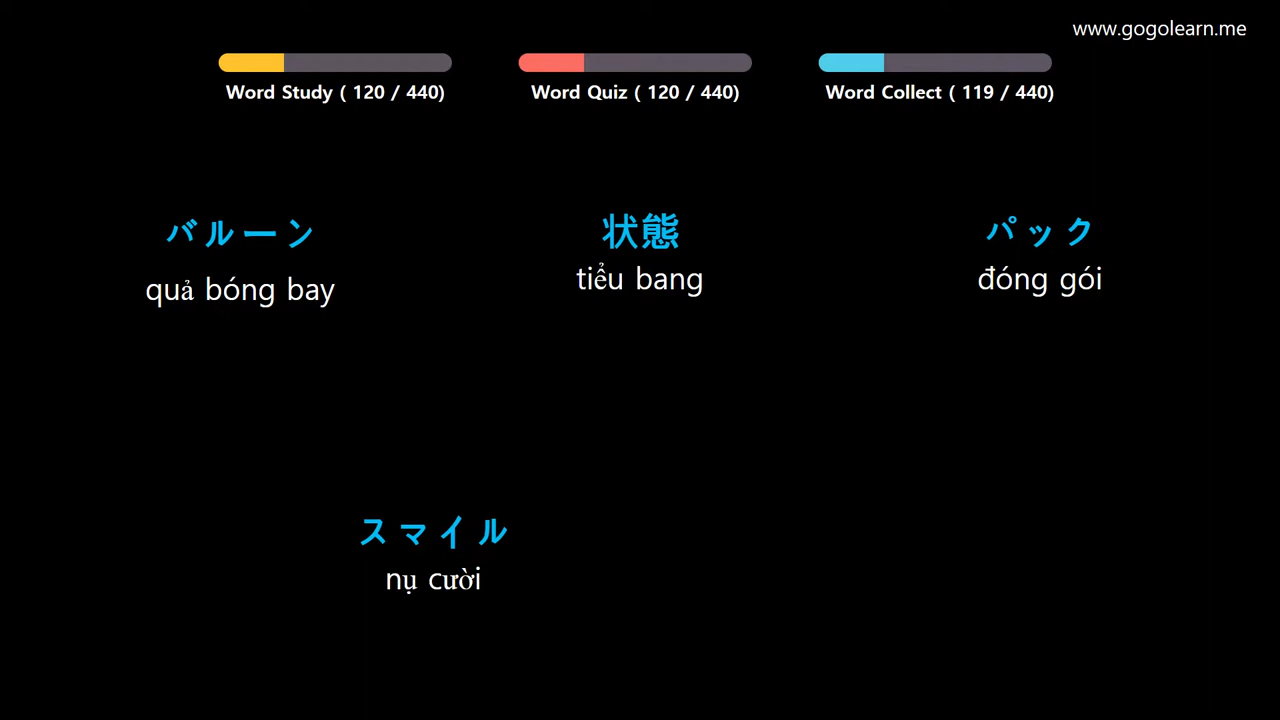 www.gogolearn.me
Word Study ( 120 / 440)
Word Quiz ( 120 / 440)
Word Collect ( 119 / 440)
バルーン
quả bóng bay
状態
tiểu bang
パック
đóng gói
スマイル
nụ cười